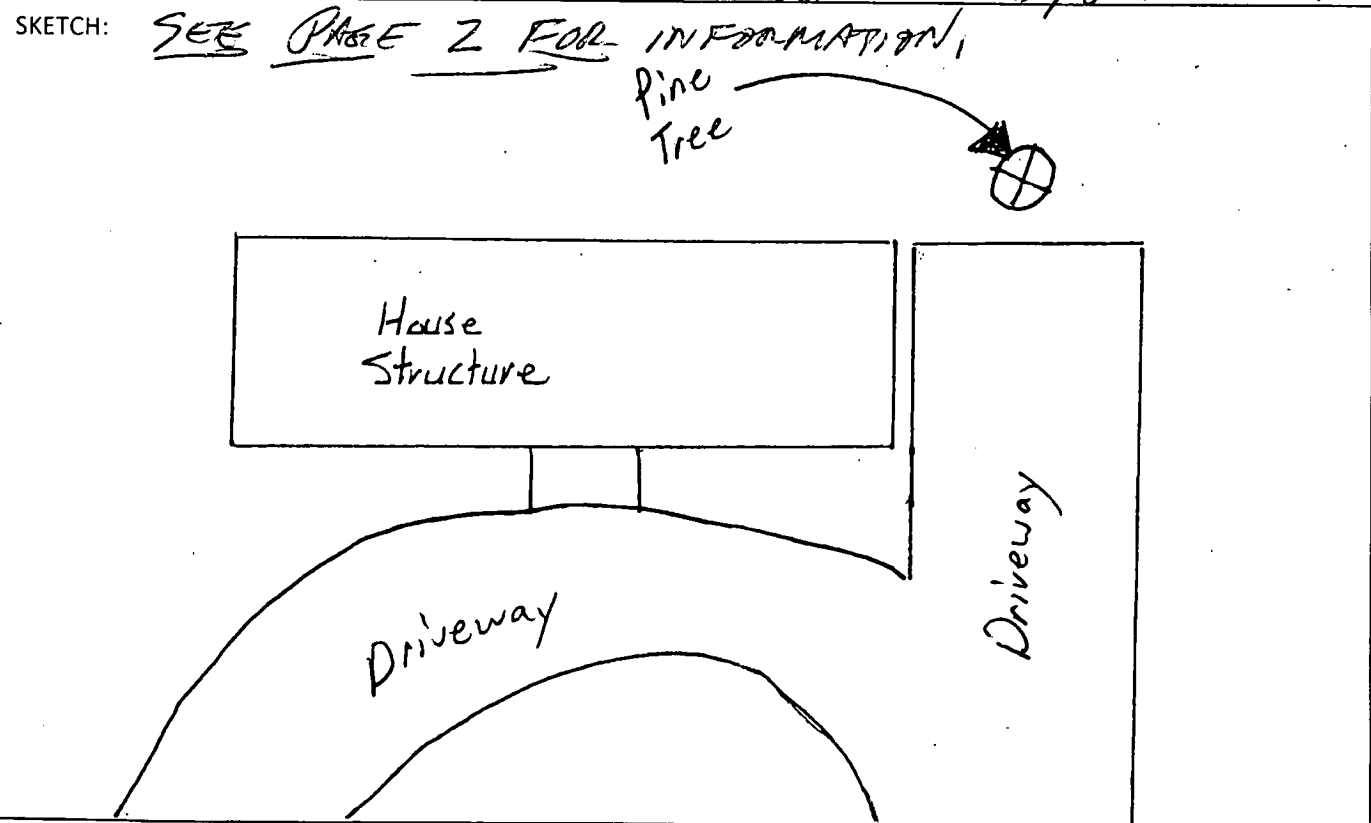 SKETCH: SEE PAGE 2 FOR INFORMATION,
Pine
Tree
House
Structure
Driveway
Driveway